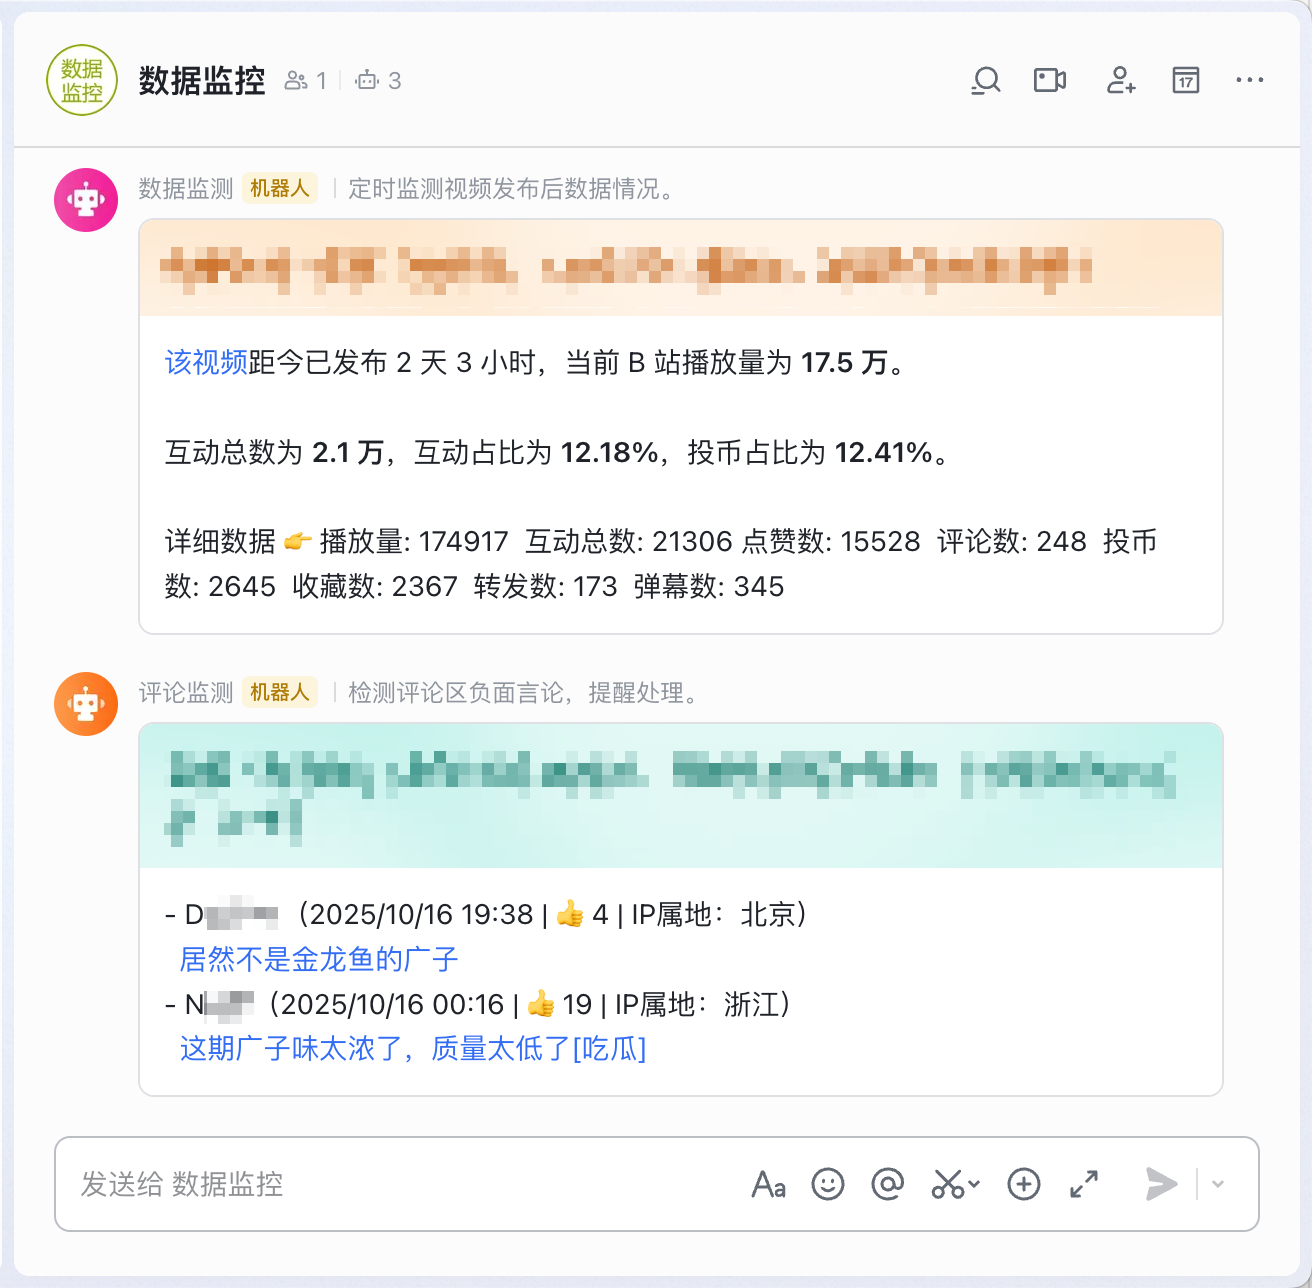 数据
监控
数据监控 1 3
17
数据监测 机器人 定时监测视频发布后数据情况。
该视频距今已发布 2 天 3 小时，当前 B 站播放量为 17.5 万。
互动总数为 2.1 万，互动占比为 12.18%，投币占比为 12.41%。
详细数据 👉 播放量: 174917 互动总数: 21306 点赞数: 15528 评论数: 248 投币
数: 2645 收藏数: 2367 转发数: 173 弹幕数: 345
评论监测 机器人 检测评论区负面言论，提醒处理。
- D （2025/10/16 19:38 | 👍 4 | IP属地：北京）
居然不是金龙鱼的广子
- N （2025/10/16 00:16 | 👍 19 | IP属地：浙江）
这期广子味太浓了，质量太低了[吃瓜]
发送给 数据监控 Aa